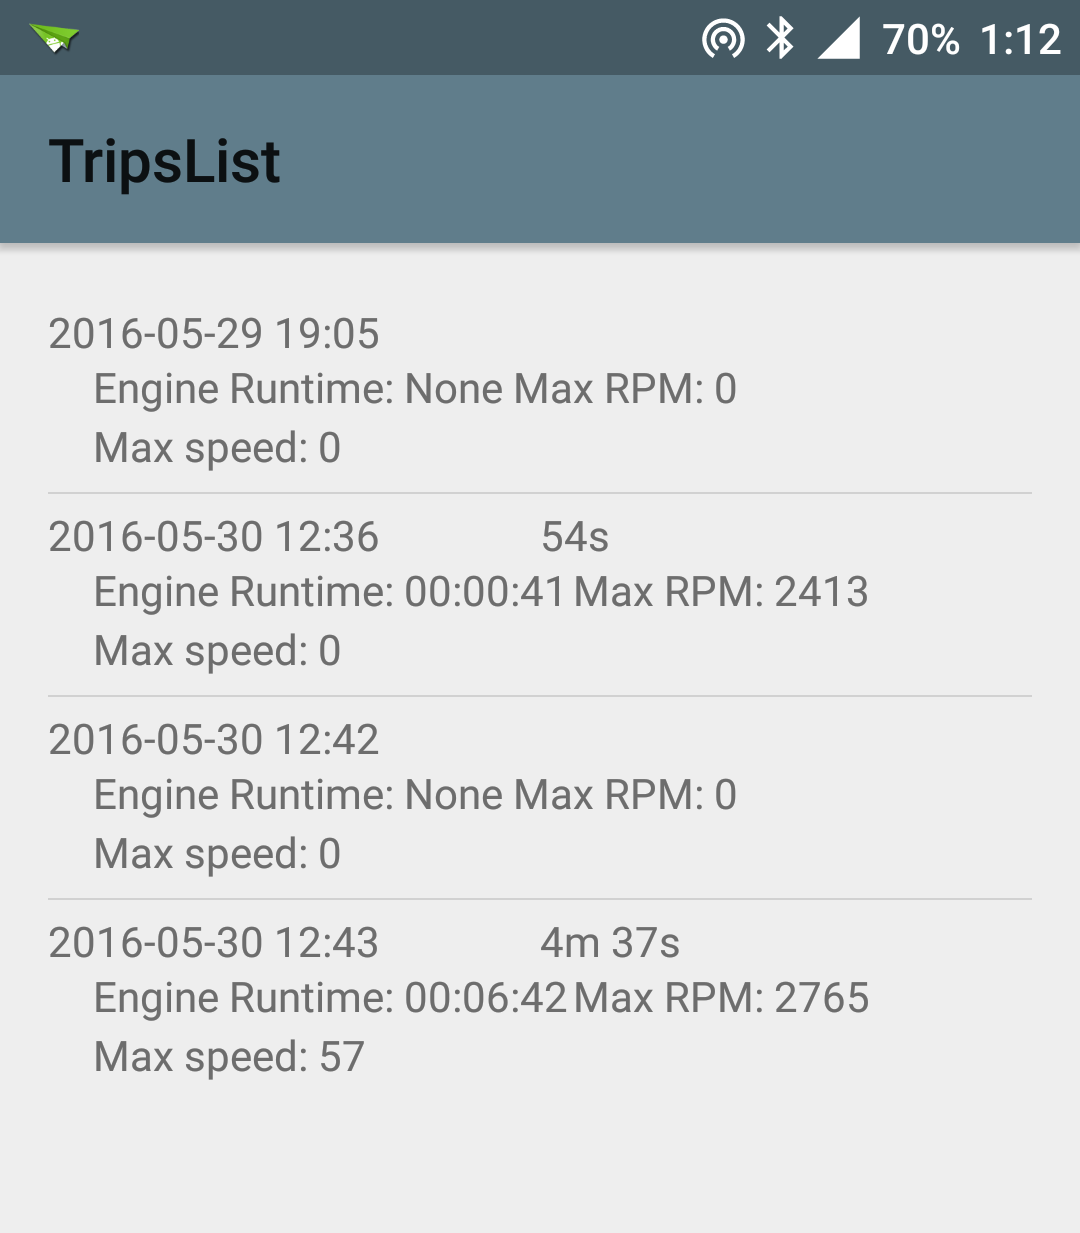 70% 1:12
TripsList
2016-05-29 19:05
Engine Runtime: None Max RPM: 0
Max speed: 0
2016-05-30 12:36 54s
Engine Runtime: 00:00:41 Max RPM: 2413
Max speed: 0
2016-05-30 12:42
Engine Runtime: None Max RPM: 0
Max speed: 0
2016-05-30 12:43 4m 37s
Engine Runtime: 00:06:42 Max RPM: 2765
Max speed: 57